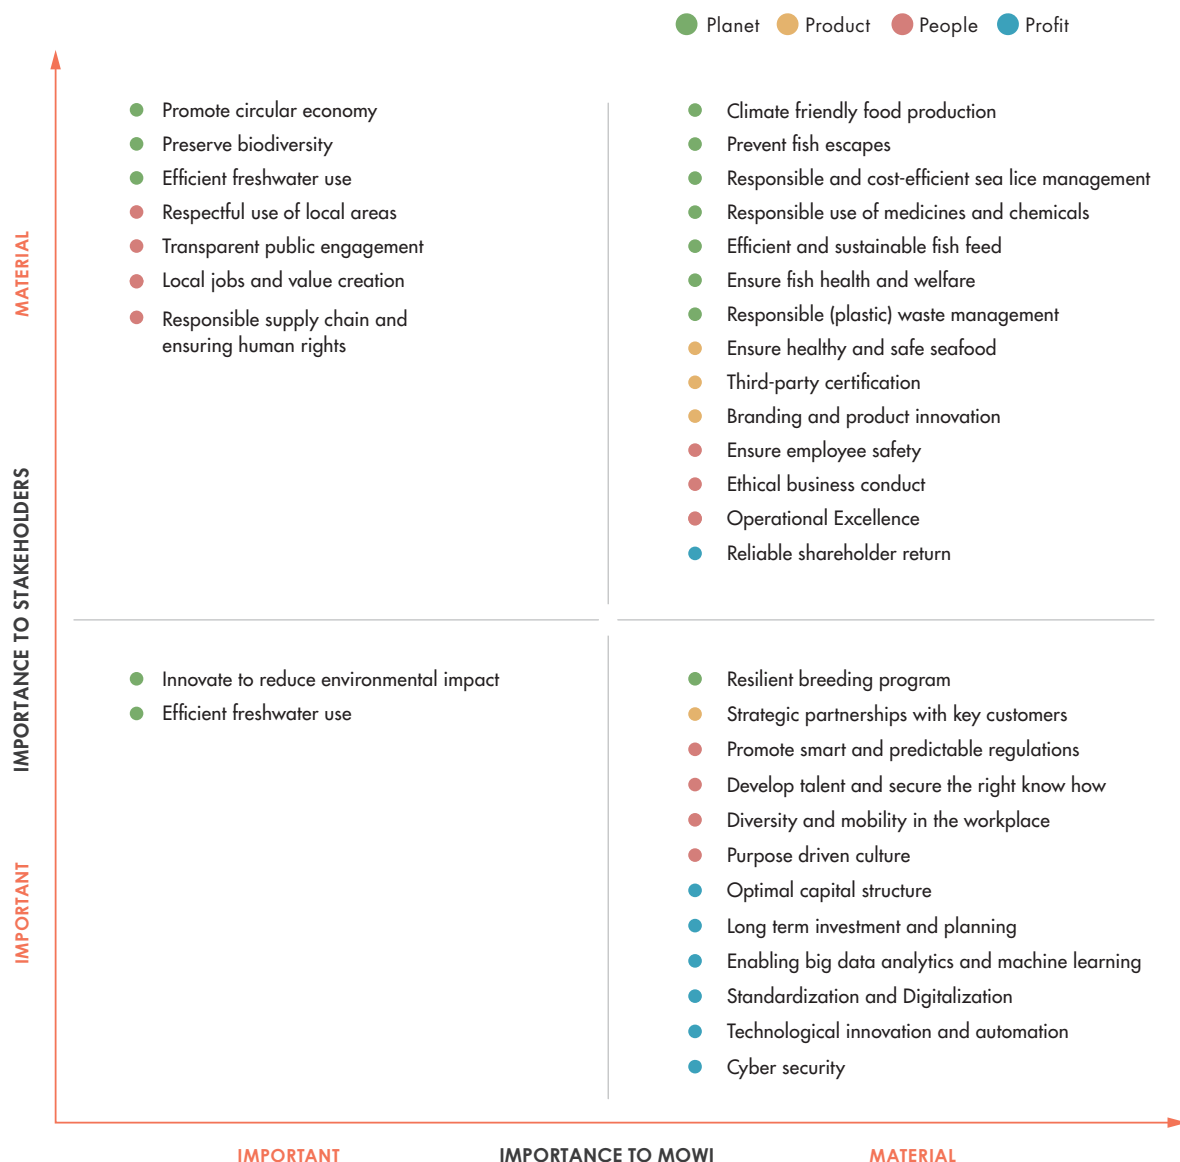 Planet
Product
People
Profit
Promote circular economy
Preserve biodiversity
Efficient freshwater use
Respectful use of local areas
Transparent public engagement
Local jobs and value creation
Responsible supply chain and
ensuring human rights
Climate friendly food production
Prevent fish escapes
Responsible and cost-efficient sea lice management
Responsible use of medicines and chemicals
Efficient and sustainable fish feed
Ensure fish health and welfare
Responsible (plastic) waste management
Ensure healthy and safe seafood
Third-party certification
Branding and product innovation
Ensure employee safety
Ethical business conduct
Operational Excellence
Reliable shareholder return
Innovate to reduce environmental impact
Efficient freshwater use
Resilient breeding program
Strategic partnerships with key customers
Promote smart and predictable regulations
Develop talent and secure the right know how
Diversity and mobility in the workplace
Purpose driven culture
Optimal capital structure
Long term investment and planning
Enabling big data analytics and machine learning
Standardization and Digitalization
Technological innovation and automation
Cyber security
MATERIAL
IMPORTANCE TO STAKEHOLDERS
IMPORTANT
IMPORTANT
IMPORTANCE TO MOWI
MATERIAL